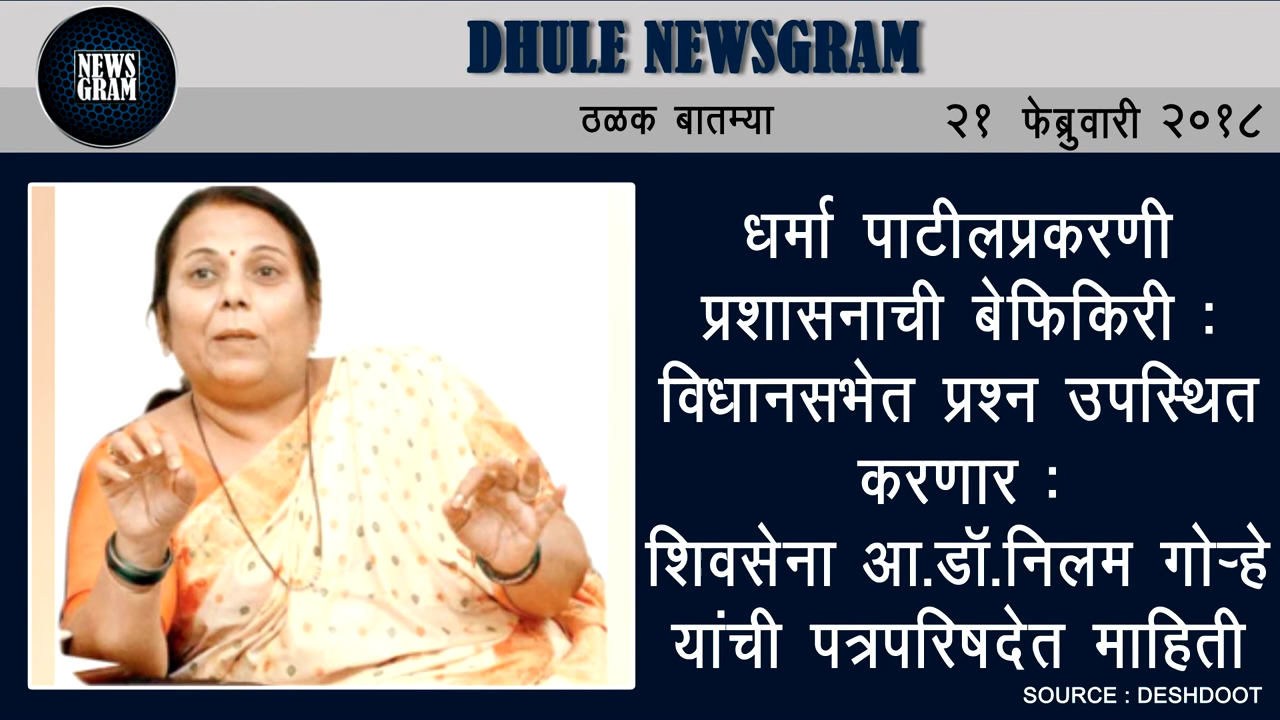 NEWS
GRAM
DHULE NEWSGRAM
ठळक बातम्या
२१ फेब्रुवारी २०१८
धर्मा पाटीलप्रकरणी
प्रशासनाची बेफिकिरी :
विधानसभेत प्रश्न उपस्थित
करणार :
शिवसेना आ.डॉ.निलम गोऱ्हे
यांची पत्रपरिषदेत माहिती
SOURCE : DESHDOOT